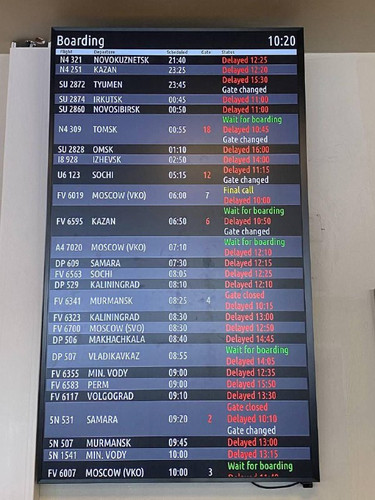 Boarding 10:20
Flight Departure Scheduled Gate Status
N4 321 NOVOKUZNETSK 21:40 Delayed 12:25
N4 251 KAZAN 23:25 Delayed 12:20
SU 2872 TYUMEN 23:45 Delayed 15:30
Gate changed
SU 2874 IRKUTSK 00:45 Delayed 11:00
SU 2860 NOVOSIBIRSK 00:50 Delayed 11:00
Wait for boarding
N4 309 TOMSK 00:55 18 Delayed 10:45
Gate changed
SU 2828 OMSK 01:10 Delayed 16:00
I8 928 IZHEVSK 02:50 Delayed 14:00
U6 123 SOCHI 05:15 12 Delayed 11:15
Gate changed
FV 6019 MOSCOW (VKO) 06:00 7 Final call
Delayed 10:00
Wait for boarding
FV 6595 KAZAN 06:50 6 Delayed 10:50
Gate changed
A4 7020 MOSCOW (VKO) 07:10 Wait for boarding
Delayed 12:10
DP 609 SAMARA 07:30 Delayed 12:15
FV 6563 SOCHI 08:05 Delayed 12:25
DP 529 KALININGRAD 08:10 Delayed 12:10
FV 6341 MURMANSK 08:25 4 Gate closed
Delayed 10:15
FV 6323 KALININGRAD 08:30 Delayed 13:00
FV 6700 MOSCOW (SVO) 08:30 Delayed 12:50
DP 506 MAKHACHKALA 08:40 Delayed 14:45
DP 507 VLADIKAVKAZ 08:55 Wait for boarding
Delayed 14:05
FV 6355 MIN. VODY 09:00 Delayed 12:35
FV 6583 PERM 09:00 Delayed 15:50
FV 6117 VOLGOGRAD 09:10 Delayed 13:30
Gate closed
5N 531 SAMARA 09:20 2 Delayed 10:10
Gate changed
5N 507 MURMANSK 09:45 Delayed 13:00
5N 1541 MIN. VODY 10:00 Delayed 13:15
FV 6007 MOSCOW (VKO) 10:00 3 Wait for boarding